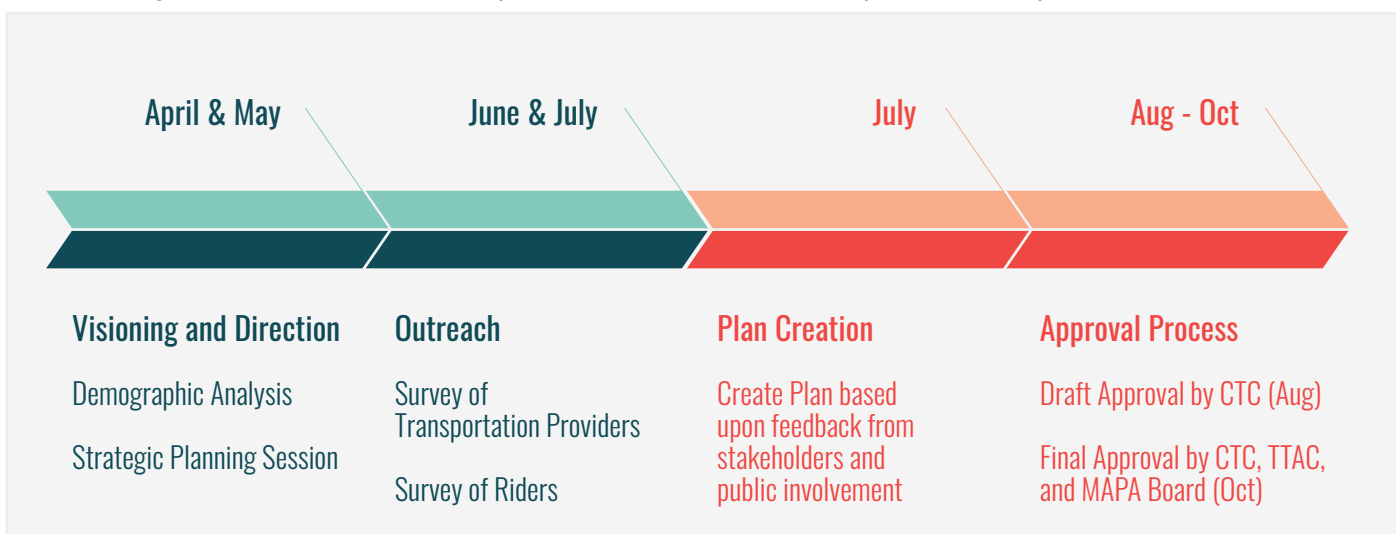 April & May
June & July
July
Aug - Oct
Visioning and Direction
Demographic Analysis
Strategic Planning Session
Outreach
Survey of
Transportation Providers
Survey of Riders
Plan Creation
Create Plan based
upon feedback from
stakeholders and
public involvement
Approval Process
Draft Approval by CTC (Aug)
Final Approval by CTC, TTAC,
and MAPA Board (Oct)